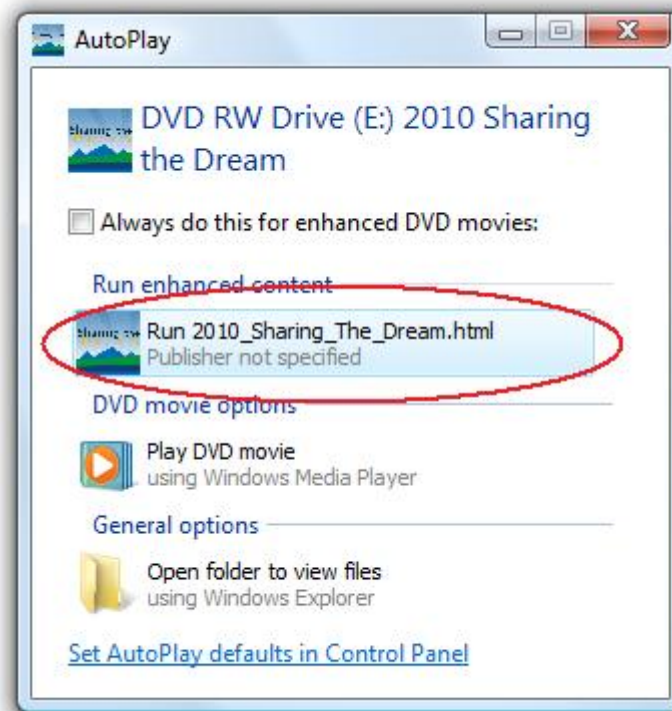 AutoPlay
DVD RW Drive (E:) 2010 Sharing
the Dream
Always do this for enhanced DVD movies:
Run enhanced content
Run 2010_Sharing_The_Dream.html
Publisher not specified
DVD movie options
Play DVD movie
using Windows Media Player
General options
Open folder to view files
using Windows Explorer
Set AutoPlay defaults in Control Panel